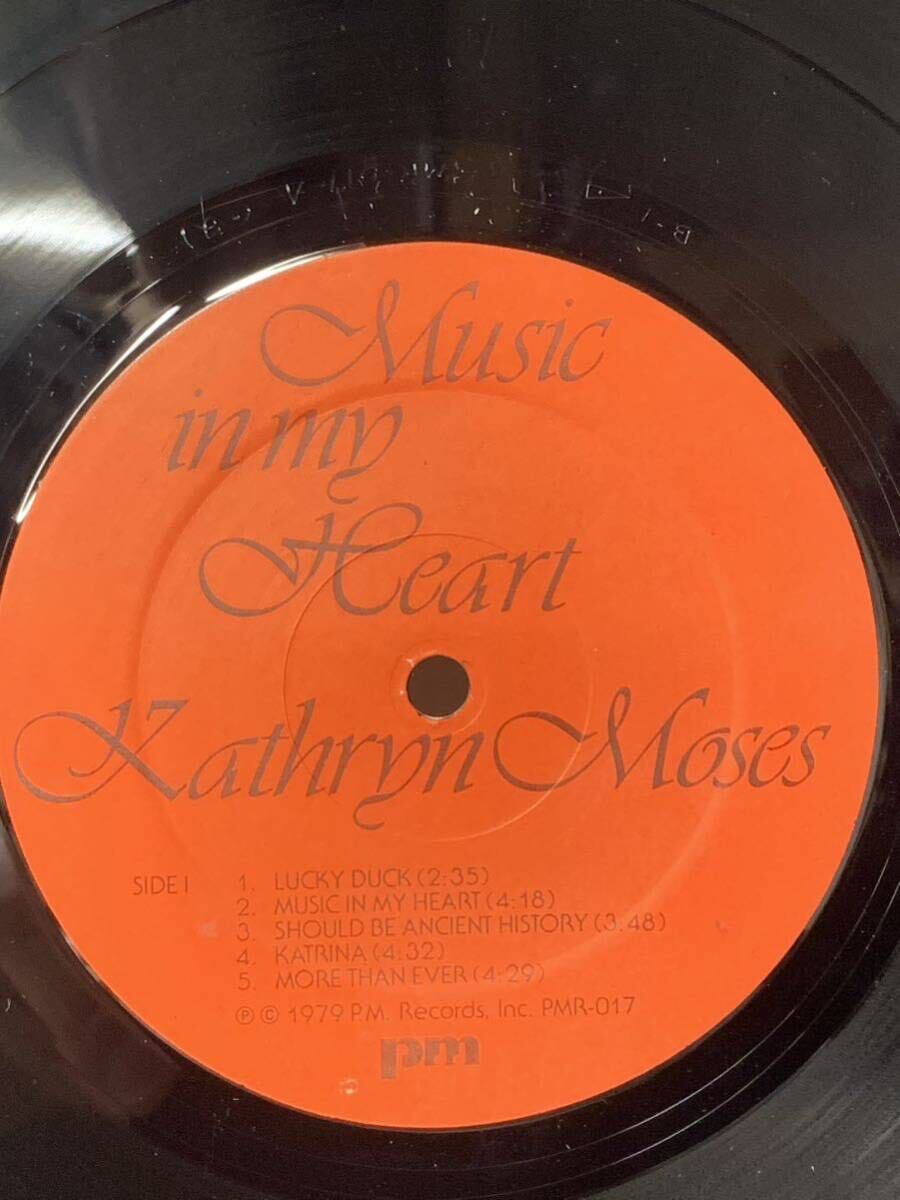 Music
in my
Heart
Kathryn Moses
SIDE 1
1. LUCKY DUCK (2:35)
2. MUSIC IN MY HEART (4:18)
3. SHOULD BE ANCIENT HISTORY (3:48)
4. KATRINA (4:32)
5. MORE THAN EVER (4:29)
℗ © 1979 P.M. Records, Inc. PMR-017
pm